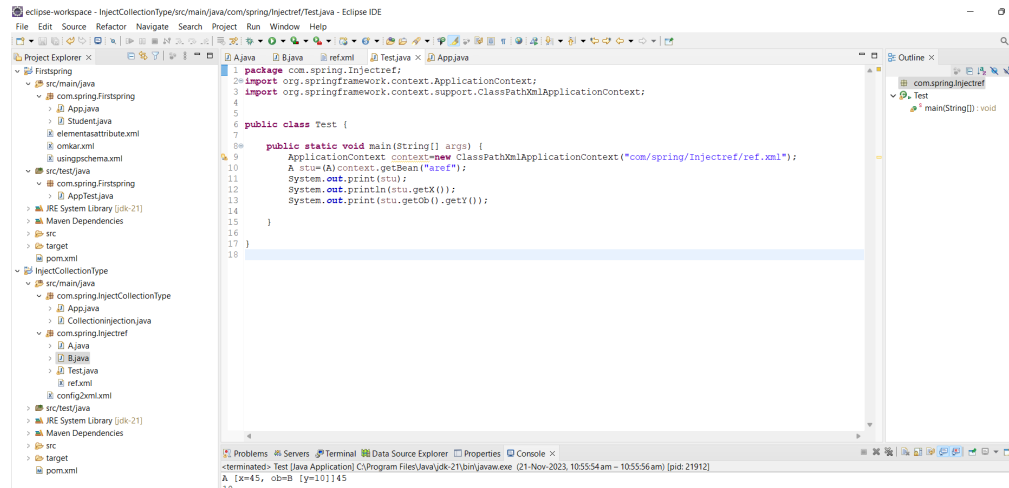 eclipse-workspace - InjectCollectionType/src/main/java/com/spring/Injectref/Test.java - Eclipse IDE
File Edit Source Refactor Navigate Search Project Run Window Help
Project Explorer ×
Firstspring
src/main/java
com.spring.Firstspring
App.java
Student.java
elementasattribute.xml
omkar.xml
usingpschema.xml
src/test/java
com.spring.Firstspring
AppTest.java
JRE System Library [jdk-21]
Maven Dependencies
src
target
pom.xml
InjectCollectionType
src/main/java
com.spring.InjectCollectionType
App.java
Collectioninjection.java
com.spring.Injectref
A.java
B.java
Test.java
ref.xml
config2xml.xml
src/test/java
JRE System Library [jdk-21]
Maven Dependencies
src
target
pom.xml
A.java B.java ref.xml Test.java × App.java
1 package com.spring.Injectref;
2 import org.springframework.context.ApplicationContext;
3 import org.springframework.context.support.ClassPathXmlApplicationContext;
4
5
6 public class Test {
7
8 public static void main(String[] args) {
9 ApplicationContext context=new ClassPathXmlApplicationContext("com/spring/Injectref/ref.xml");
10 A stu=(A)context.getBean("aref");
11 System.out.print(stu);
12 System.out.println(stu.getX());
13 System.out.print(stu.getOb().getY());
14
15 }
16
17 }
18
Outline ×
com.spring.Injectref
Test
main(String[]) : void
Problems Servers Terminal Data Source Explorer Properties Console ×
<terminated> Test [Java Application] C:\Program Files\Java\jdk-21\bin\javaw.exe (21-Nov-2023, 10:55:54 am – 10:55:56 am) [pid: 21912]
A [x=45, ob=B [y=10]]45